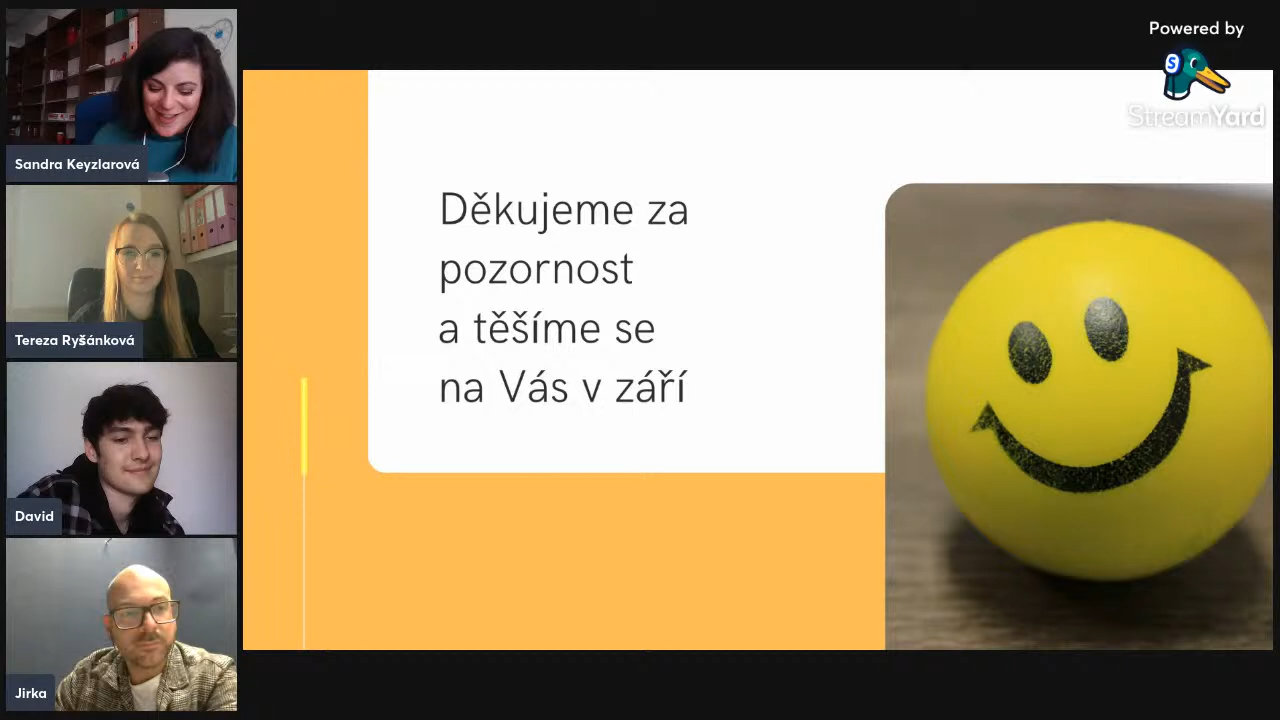 Sandra Keyzlarová
Tereza Ryšánková
David
Jirka
Děkujeme za
pozornost
a těšíme se
na Vás v září
Powered by
S
StreamYard